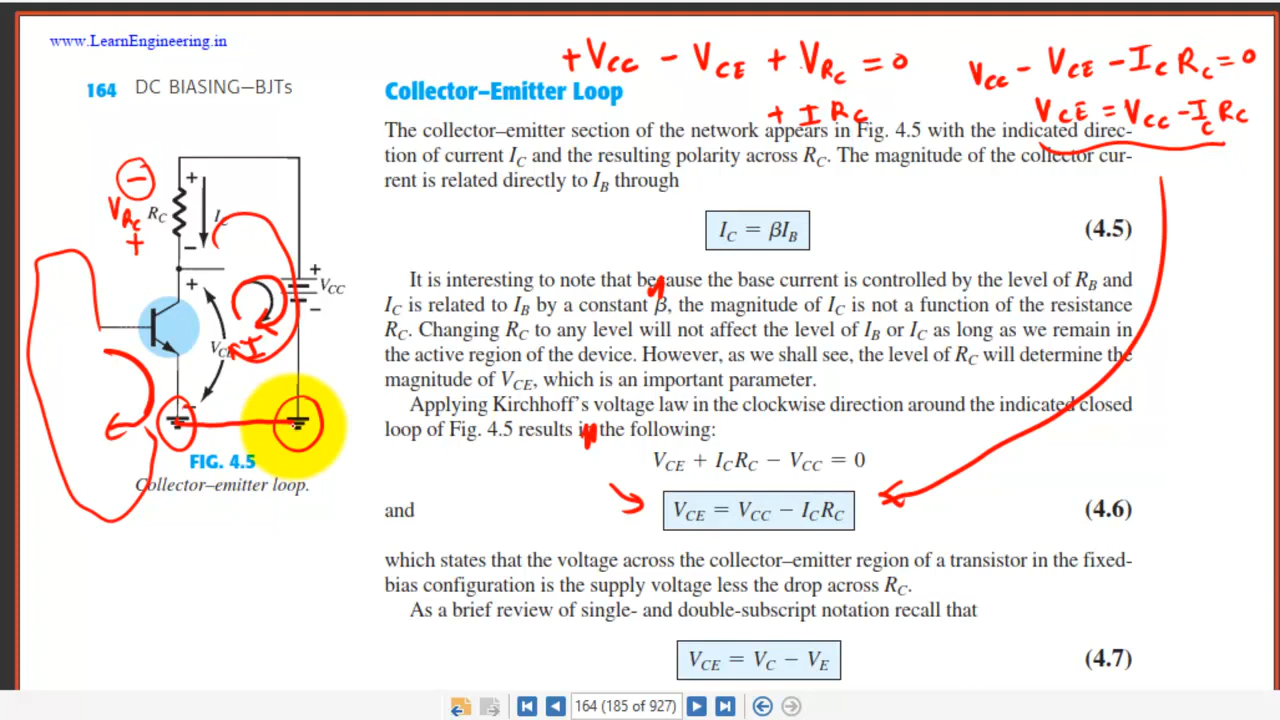 www.LearnEngineering.in
164 DC BIASING—BJTs
+VCC - VCE + VRC = 0
+ I RC
VCC - VCE - IC RC = 0
VCE = VCC - IC RC
Collector–Emitter Loop
The collector–emitter section of the network appears in Fig. 4.5 with the indicated direc-
tion of current IC and the resulting polarity across RC. The magnitude of the collector cur-
rent is related directly to IB through
IC = βIB (4.5)
It is interesting to note that because the base current is controlled by the level of RB and
IC is related to IB by a constant β, the magnitude of IC is not a function of the resistance
RC. Changing RC to any level will not affect the level of IB or IC as long as we remain in
the active region of the device. However, as we shall see, the level of RC will determine the
magnitude of VCE, which is an important parameter.
Applying Kirchhoff's voltage law in the clockwise direction around the indicated closed
loop of Fig. 4.5 results in the following:
VCE + ICRC − VCC = 0
and VCE = VCC − ICRC (4.6)
which states that the voltage across the collector–emitter region of a transistor in the fixed-
bias configuration is the supply voltage less the drop across RC.
As a brief review of single- and double-subscript notation recall that
VCE = VC − VE (4.7)
−
VRC
+
+
RC
IC
−
+
+
VCC
−
VCE
I
−
FIG. 4.5
Collector–emitter loop.
164 (185 of 927)